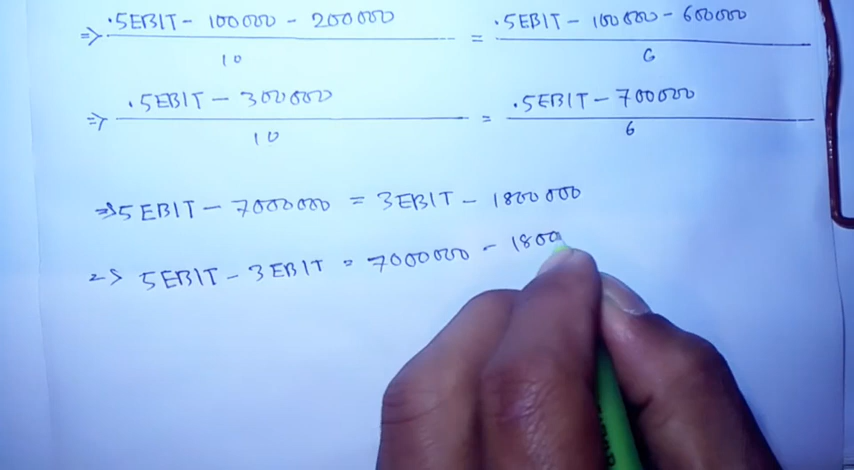 => .5EBIT - 100000 - 200000 / 10 = .5EBIT - 100000 - 600000 / 6
=> .5EBIT - 300000 / 10 = .5EBIT - 700000 / 6
=> 5EBIT - 7000000 = 3EBIT - 1800000
=> 5EBIT - 3EBIT = 7000000 - 1800